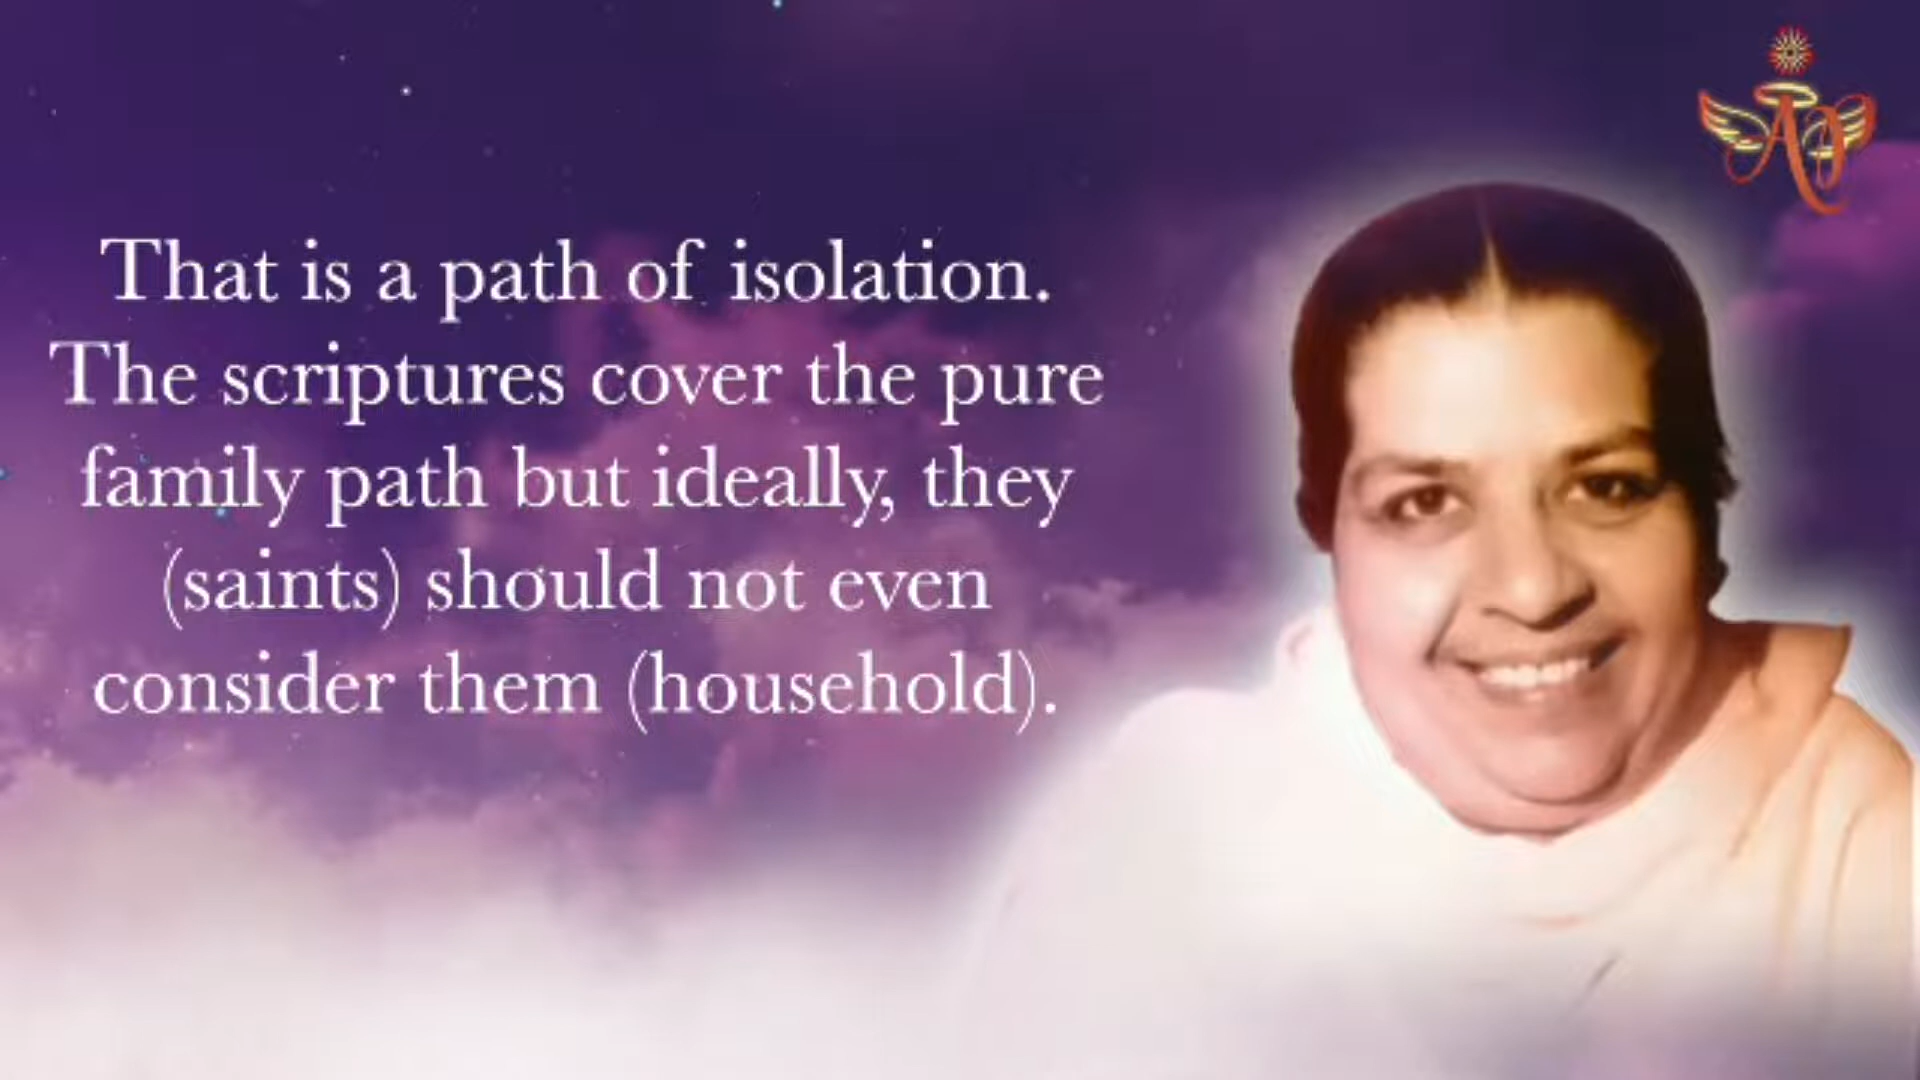 That is a path of isolation.
The scriptures cover the pure
family path but ideally, they
(saints) should not even
consider them (household).